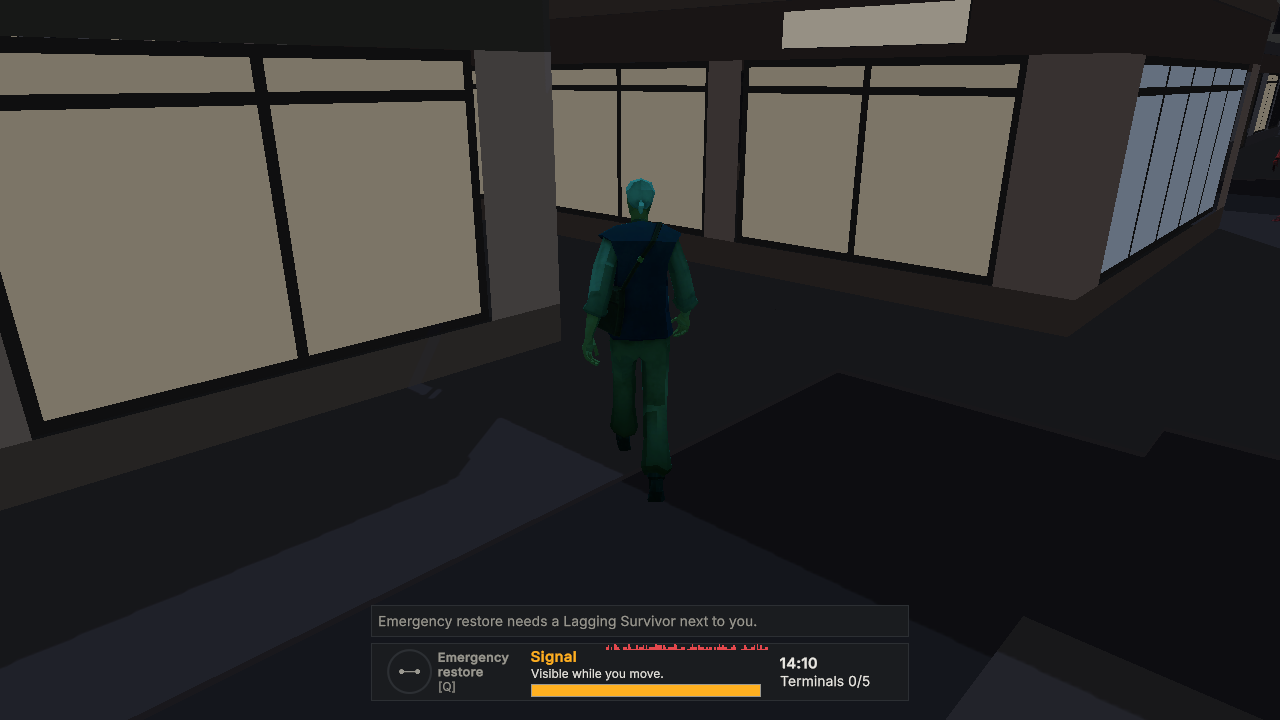 Emergency restore needs a Lagging Survivor next to you.
Emergency
restore
[Q]
Signal
Visible while you move.
14:10
Terminals 0/5